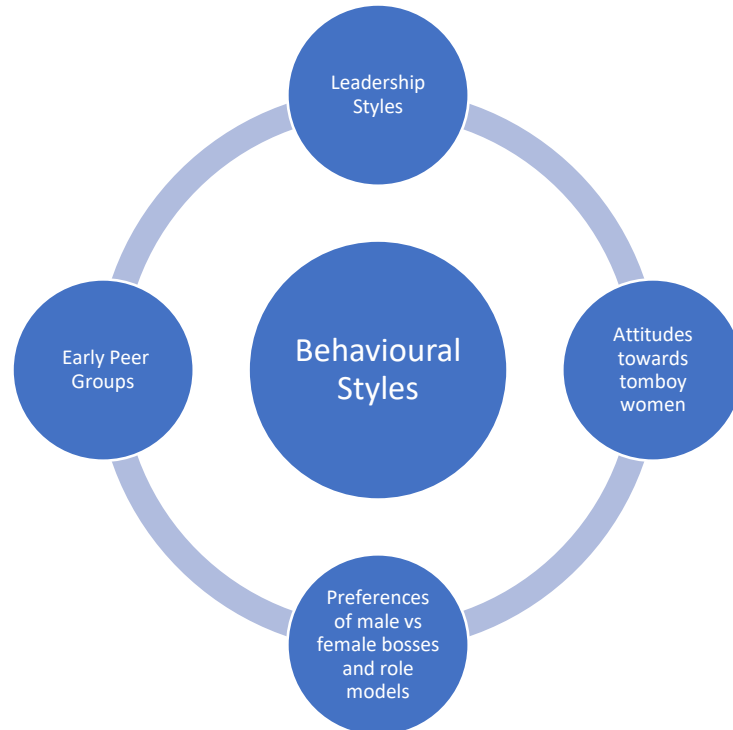 Leadership
Styles
Early Peer
Groups
Behavioural
Styles
Attitudes
towards
tomboy
women
Preferences
of male vs
female bosses
and role
models